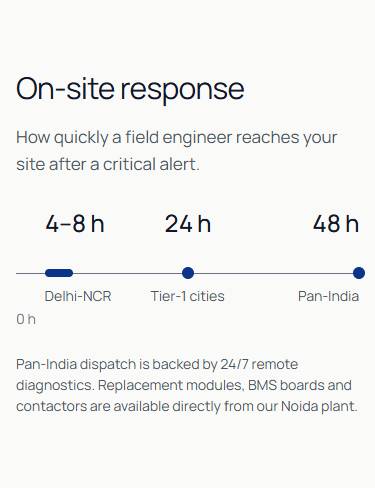 On-site response
How quickly a field engineer reaches your
site after a critical alert.
4–8 h 24 h 48 h
Delhi-NCR Tier-1 cities Pan-India
0 h
Pan-India dispatch is backed by 24/7 remote
diagnostics. Replacement modules, BMS boards and
contactors are available directly from our Noida plant.